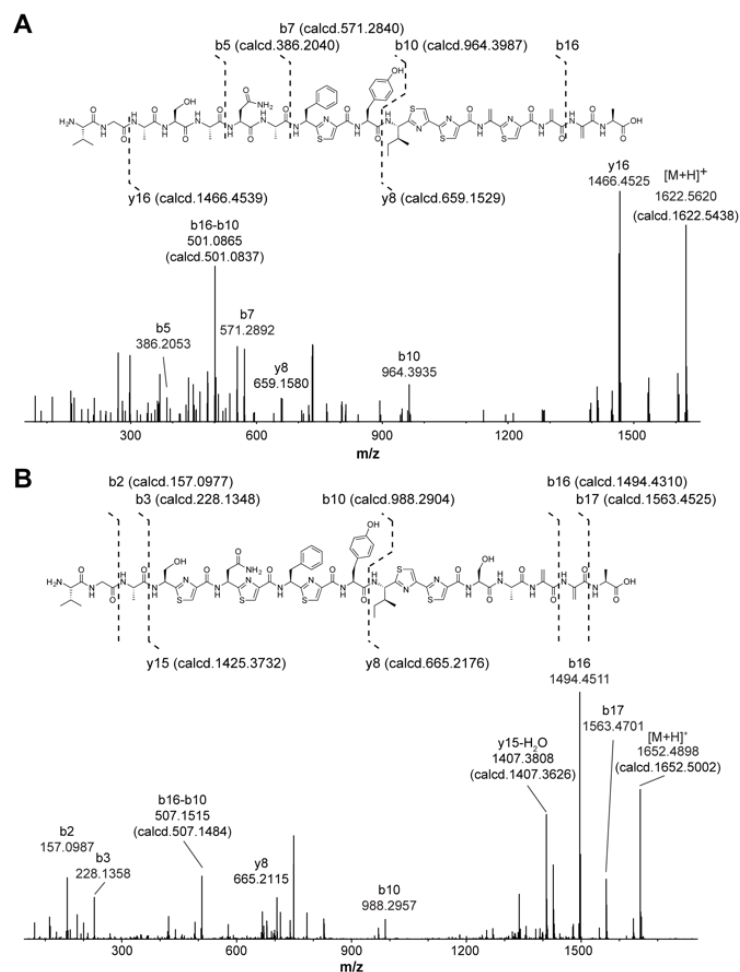 A
b7 (calcd.571.2840)
b5 (calcd.386.2040)
b10 (calcd.964.3987)
b16
OH
OH
NH2
O
H2N
N
H
S
OH
y16 (calcd.1466.4539)
y8 (calcd.659.1529)
y16
1466.4525
[M+H]+
1622.5620
(calcd.1622.5438)
b16-b10
501.0865
(calcd.501.0837)
b5
386.2053
b7
571.2892
y8
659.1580
b10
964.3935
300 600 900 1200 1500
m/z
B
b2 (calcd.157.0977)
b3 (calcd.228.1348)
b10 (calcd.988.2904)
b16 (calcd.1494.4310)
b17 (calcd.1563.4525)
OH
OH
NH2
OH
O
H2N
N
H
S
OH
y15 (calcd.1425.3732)
y8 (calcd.665.2176)
b16
1494.4511
b17
1563.4701
[M+H]+
1652.4898
(calcd.1652.5002)
y15-H2O
1407.3808
(calcd.1407.3626)
b16-b10
507.1515
(calcd.507.1484)
b2
157.0987
b3
228.1358
y8
665.2115
b10
988.2957
300 600 900 1200 1500
m/z